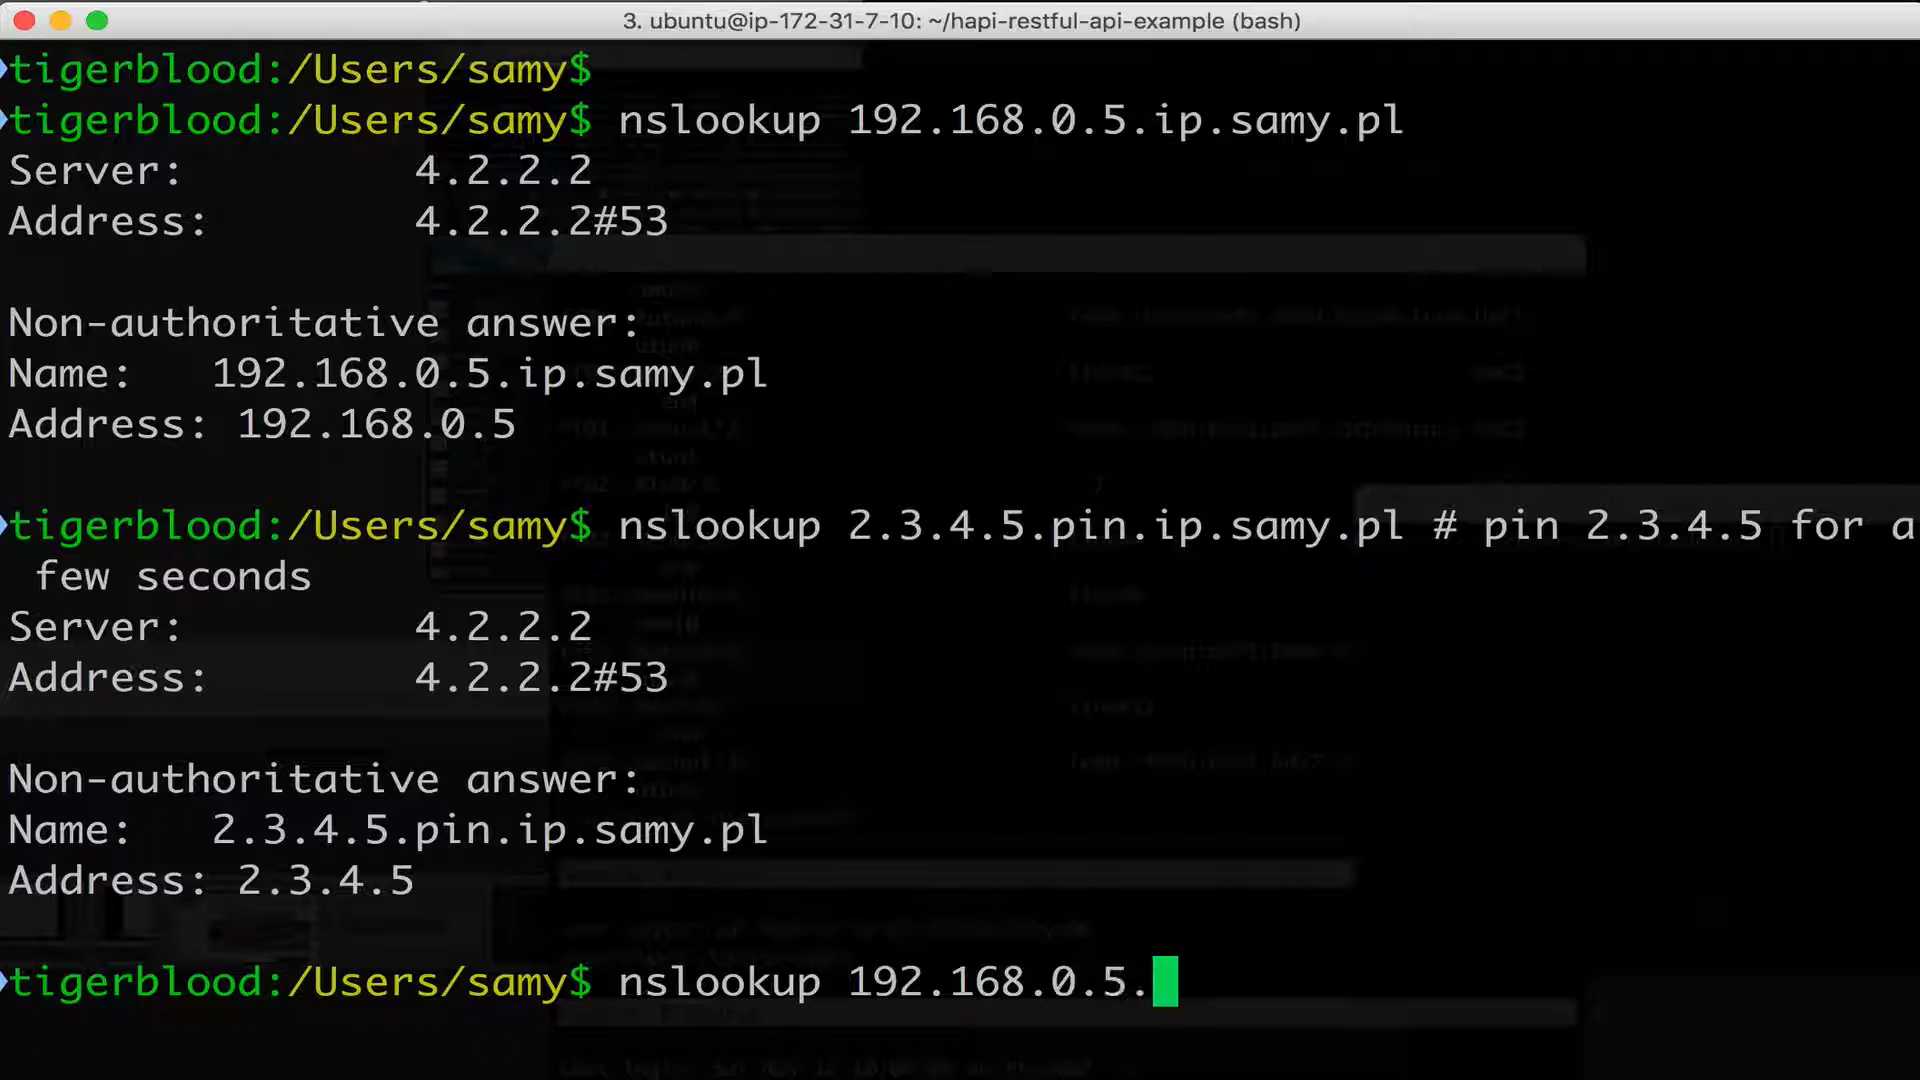 3. ubuntu@ip-172-31-7-10: ~/hapi-restful-api-example (bash)
tigerblood:/Users/samy$
tigerblood:/Users/samy$ nslookup 192.168.0.5.ip.samy.pl
Server: 4.2.2.2
Address: 4.2.2.2#53
Non-authoritative answer:
Name: 192.168.0.5.ip.samy.pl
Address: 192.168.0.5
tigerblood:/Users/samy$ nslookup 2.3.4.5.pin.ip.samy.pl # pin 2.3.4.5 for a
few seconds
Server: 4.2.2.2
Address: 4.2.2.2#53
Non-authoritative answer:
Name: 2.3.4.5.pin.ip.samy.pl
Address: 2.3.4.5
tigerblood:/Users/samy$ nslookup 192.168.0.5.